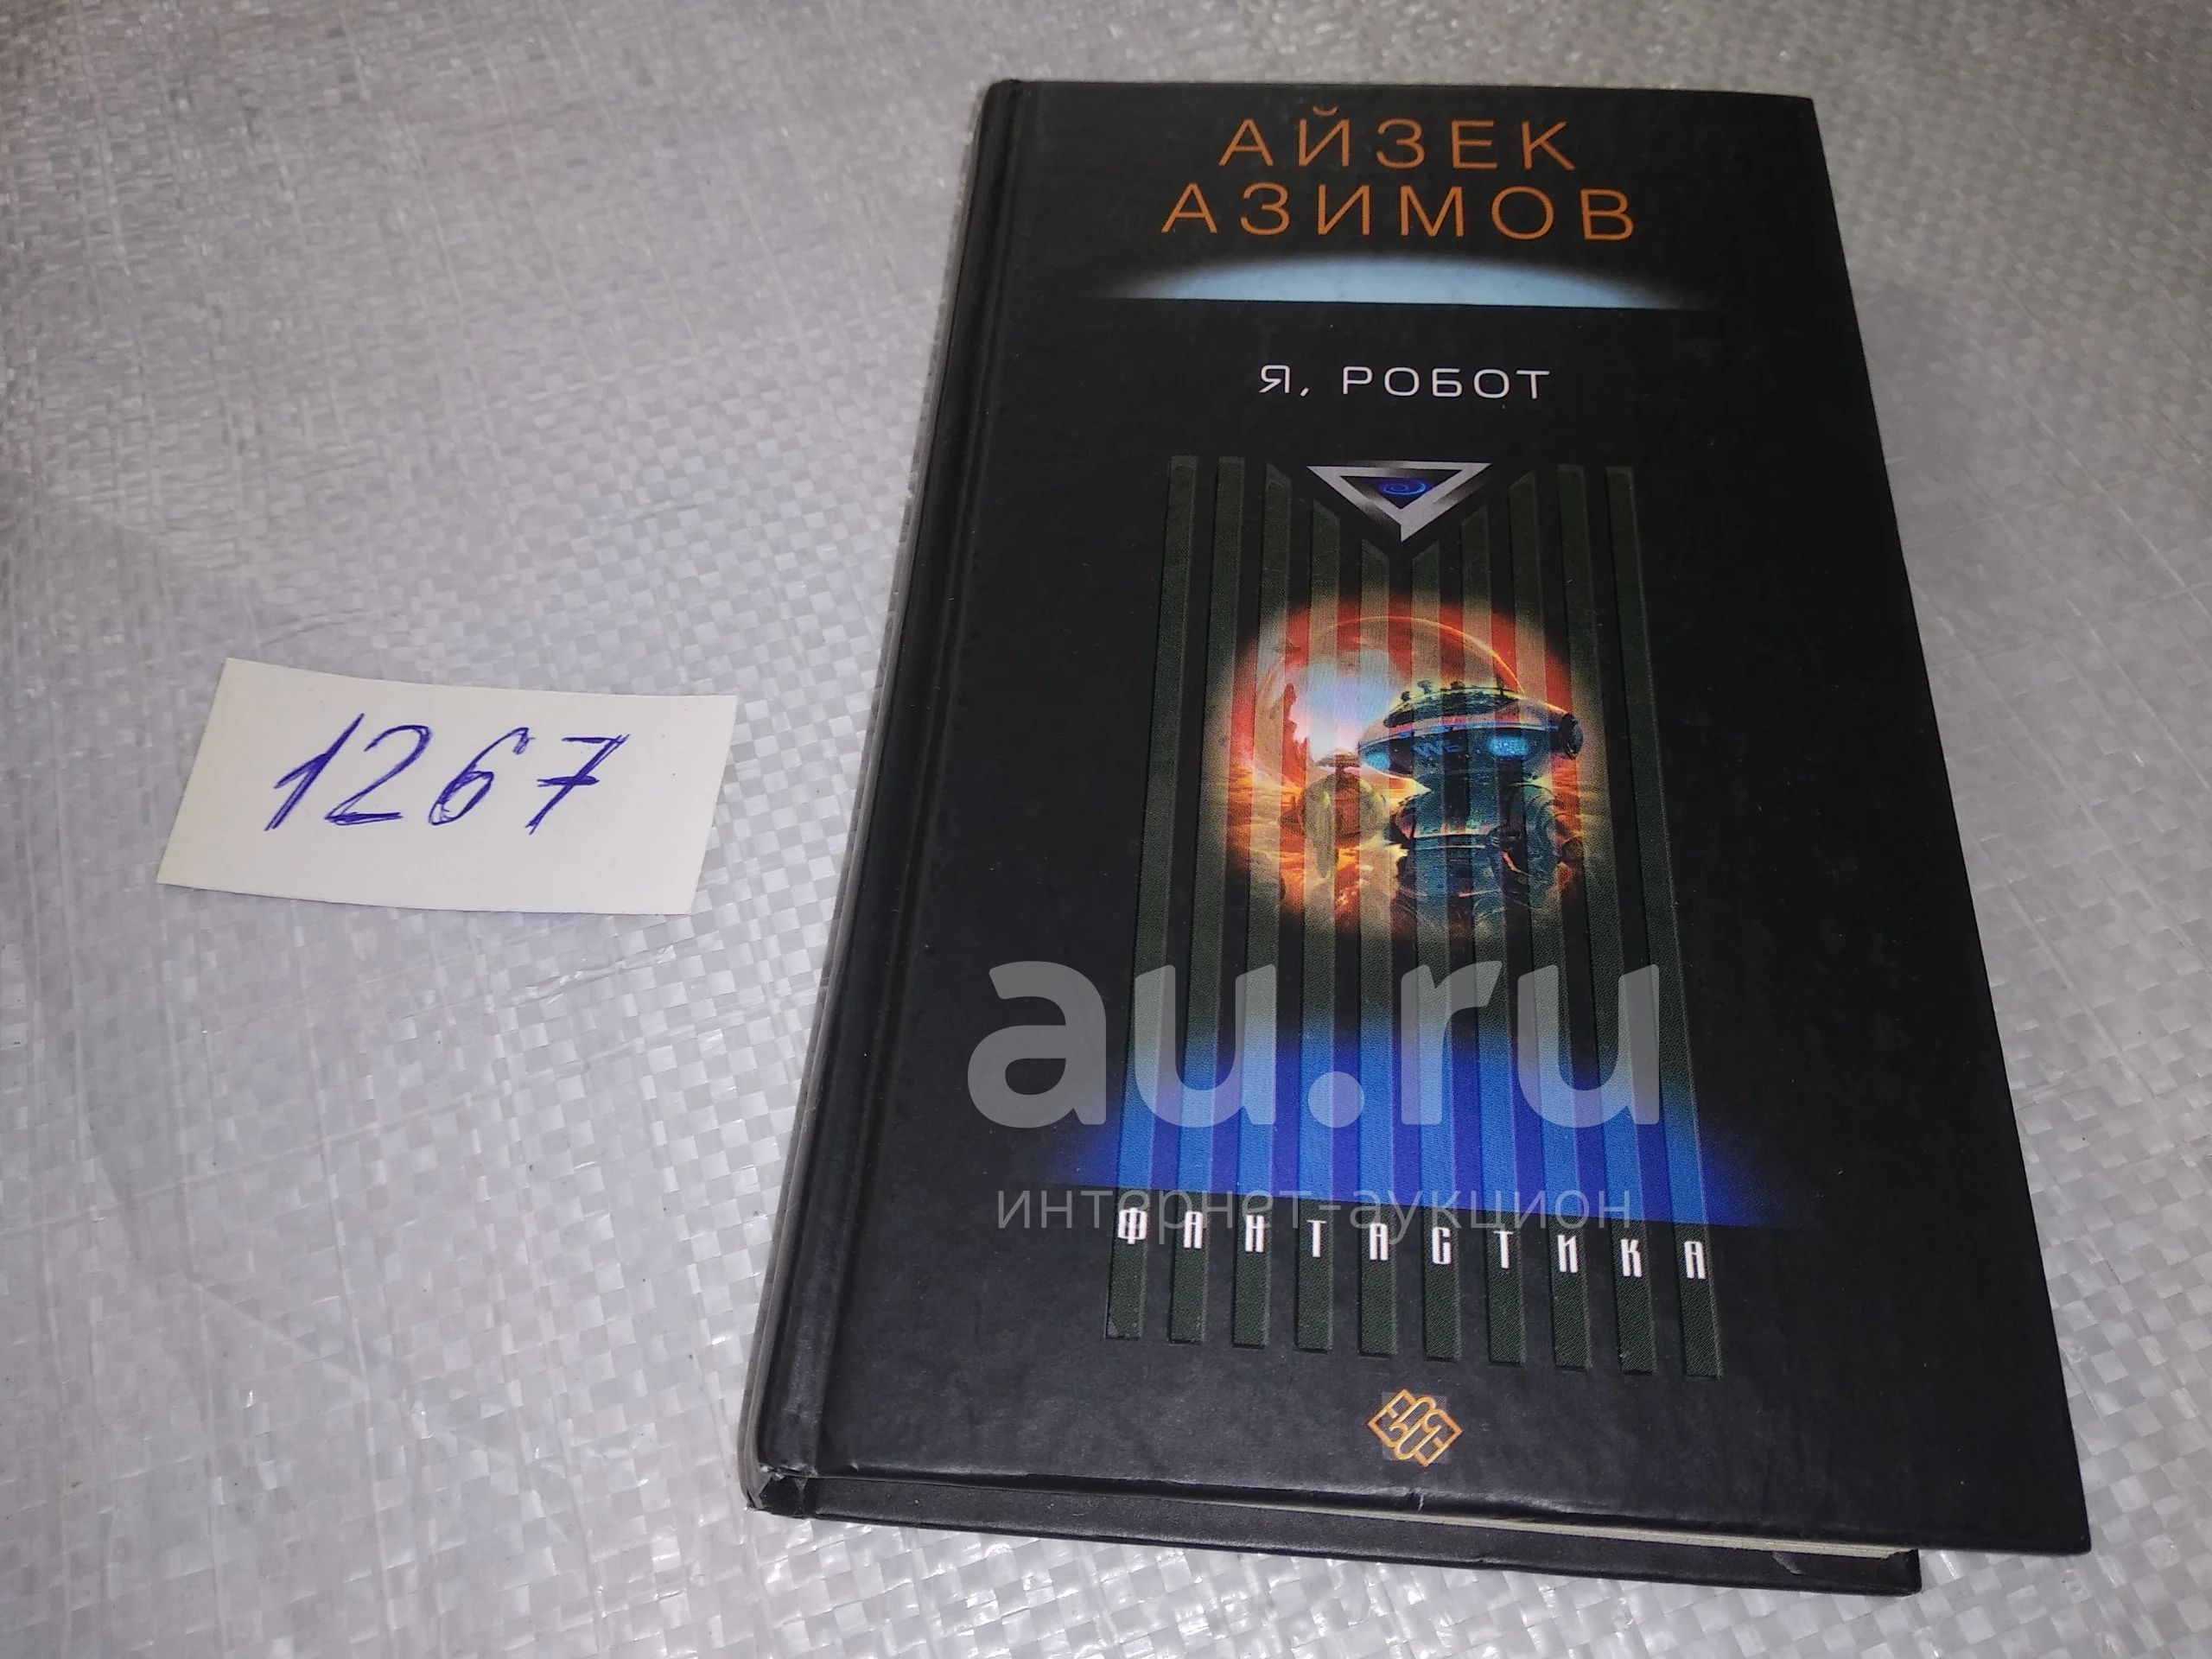 АЙЗЕК
АЗИМОВ
Я, РОБОТ
1267
au.ru
интернет-аукцион
ФАНТАСТИКА